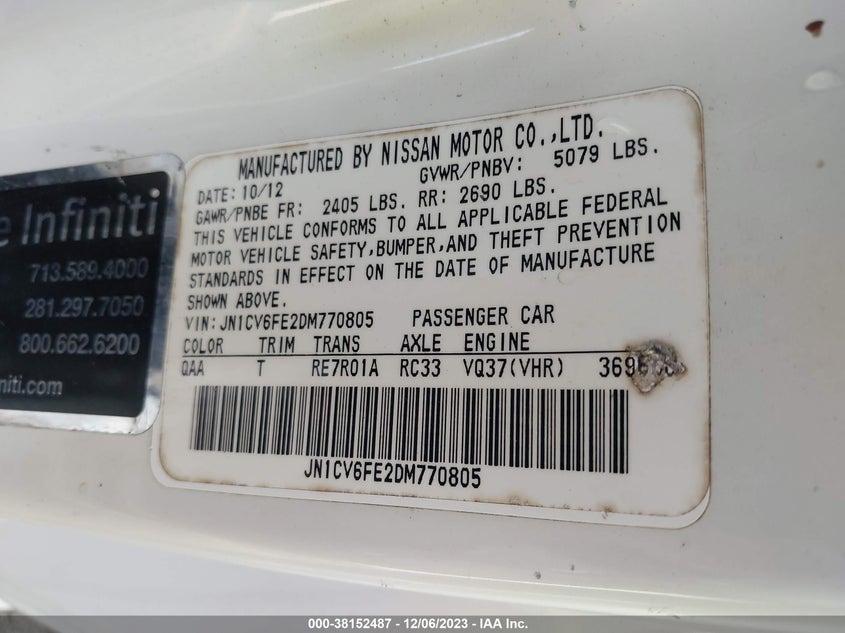 MANUFACTURED BY NISSAN MOTOR CO.,LTD.
DATE: 10/12 GVWR/PNBV: 5079 LBS.
GAWR/PNBE FR: 2405 LBS. RR: 2690 LBS.
THIS VEHICLE CONFORMS TO ALL APPLICABLE FEDERAL
MOTOR VEHICLE SAFETY,BUMPER,AND THEFT PREVENTION
STANDARDS IN EFFECT ON THE DATE OF MANUFACTURE
SHOWN ABOVE.
VIN: JN1CV6FE2DM770805 PASSENGER CAR
COLOR TRIM TRANS AXLE ENGINE
QAA T RE7R01A RC33 VQ37(VHR)
JN1CV6FE2DM770805
Infiniti
713.589.4000
281.297.7050
800.662.6200
niti.com
000-38152487 - 12/06/2023 - IAA Inc.